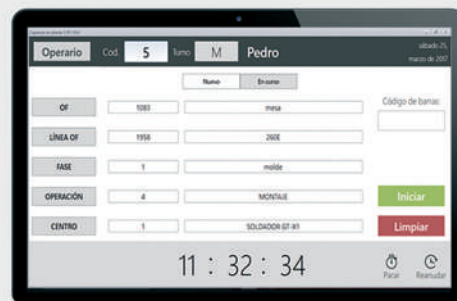 Operario Cod. 5 Turno M Pedro
sábado 25,
marzo de 2017
Nuevo En curso
Código de barras:
OF 1083 mesa
LÍNEA OF 1958 260E
FASE 1 molde
OPERACIÓN 4 MONTAJE
Iniciar
CENTRO 1 SOLDADOR GT-X1
Limpiar
11 : 32 : 34
Parar Reanudar